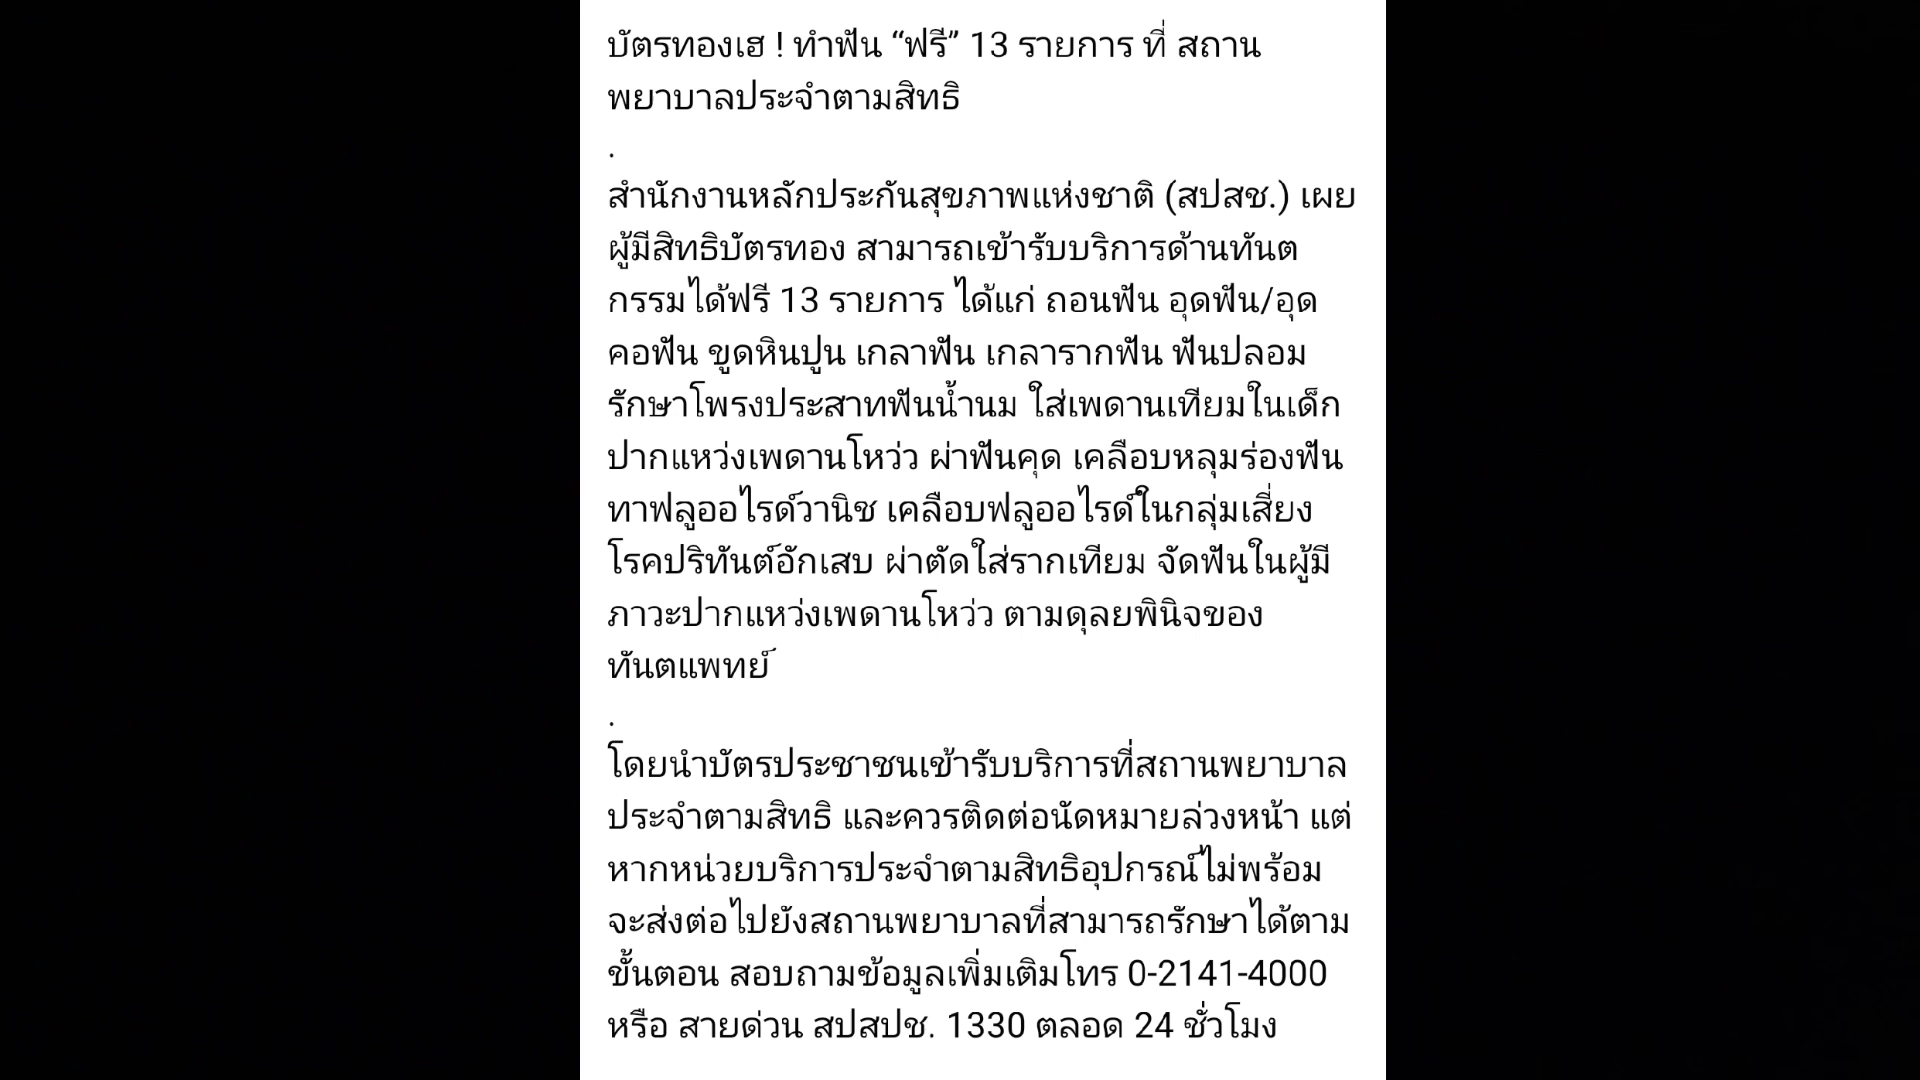 บัตรทองเฮ ! ทำฟัน “ฟรี” 13 รายการ ที่ สถาน
พยาบาลประจำตามสิทธิ
.
สำนักงานหลักประกันสุขภาพแห่งชาติ (สปสช.) เผย
ผู้มีสิทธิบัตรทอง สามารถเข้ารับบริการด้านทันต
กรรมได้ฟรี 13 รายการ ได้แก่ ถอนฟัน อุดฟัน/อุด
คอฟัน ขูดหินปูน เกลาฟัน เกลารากฟัน ฟันปลอม
รักษาโพรงประสาทฟันน้ำนม ใส่เพดานเทียมในเด็ก
ปากแหว่งเพดานโหว่ว ผ่าฟันคุด เคลือบหลุมร่องฟัน
ทาฟลูออไรด์วานิช เคลือบฟลูออไรด์ในกลุ่มเสี่ยง
โรคปริทันต์อักเสบ ผ่าตัดใส่รากเทียม จัดฟันในผู้มี
ภาวะปากแหว่งเพดานโหว่ว ตามดุลยพินิจของ
ทันตแพทย์
.
โดยนำบัตรประชาชนเข้ารับบริการที่สถานพยาบาล
ประจำตามสิทธิ และควรติดต่อนัดหมายล่วงหน้า แต่
หากหน่วยบริการประจำตามสิทธิอุปกรณ์ไม่พร้อม
จะส่งต่อไปยังสถานพยาบาลที่สามารถรักษาได้ตาม
ขั้นตอน สอบถามข้อมูลเพิ่มเติมโทร 0-2141-4000
หรือ สายด่วน สปสปช. 1330 ตลอด 24 ชั่วโมง